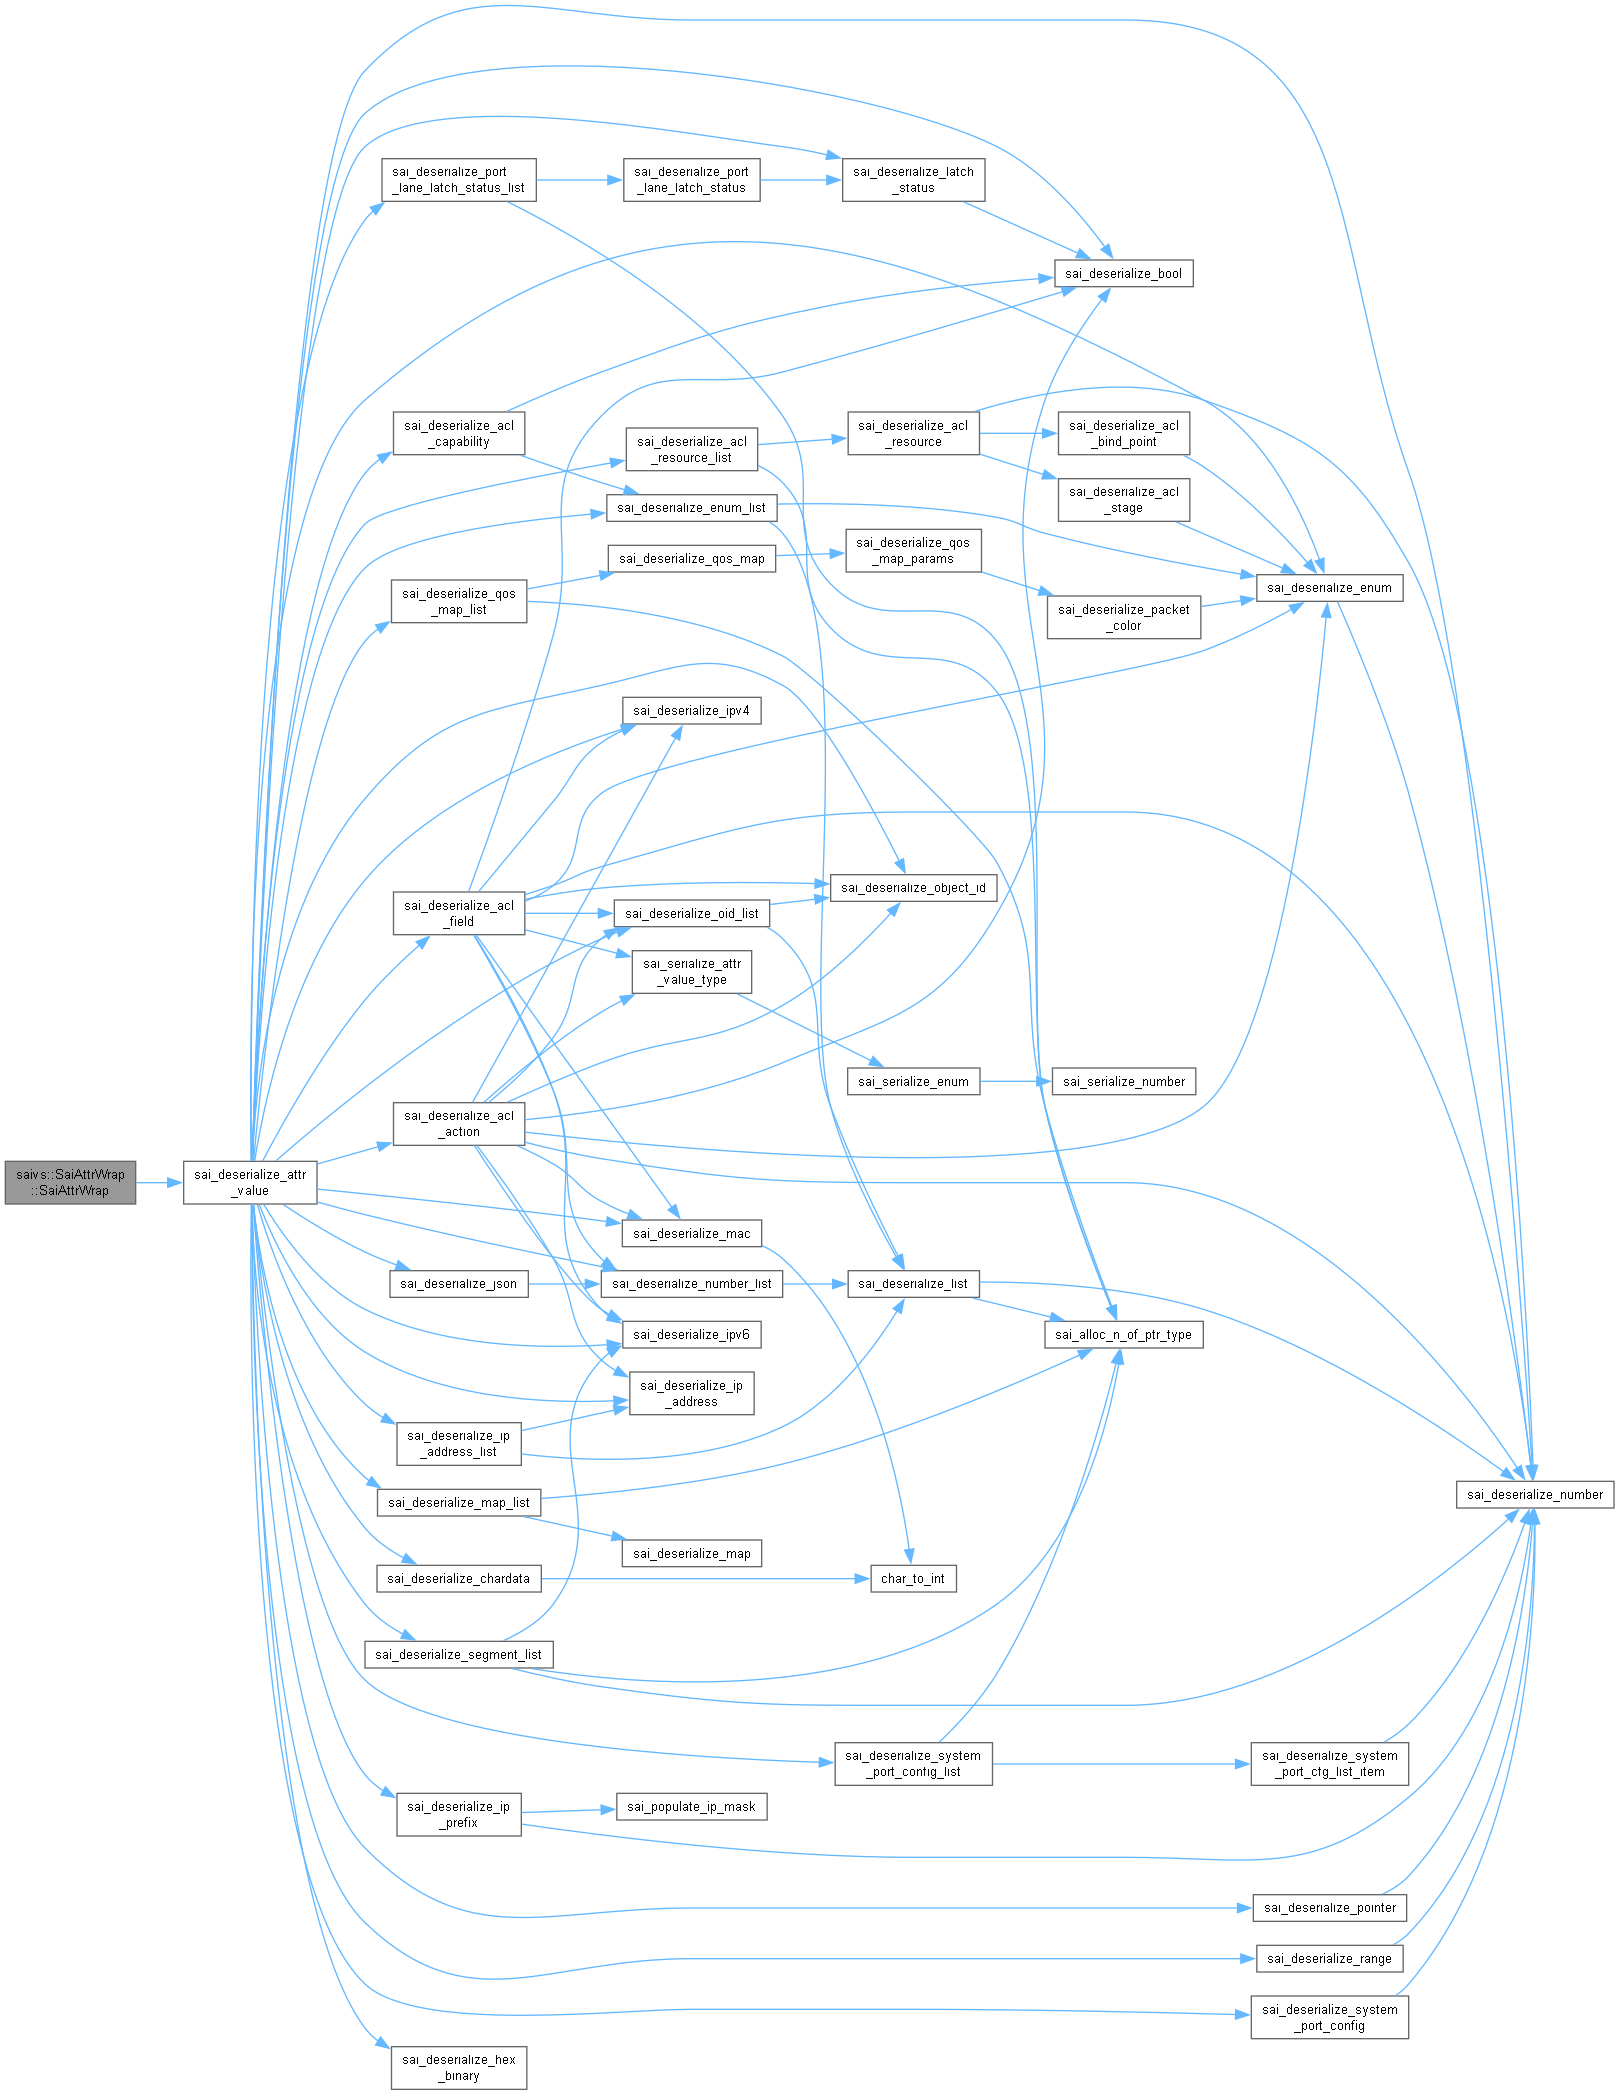 saivs::SaiAttrWrap
::SaiAttrWrap
sai_deserialize_attr
_value
sai_deserialize_port
_lane_latch_status_list
sai_deserialize_port
_lane_latch_status
sai_deserialize_latch
_status
sai_deserialize_bool
sai_deserialize_acl
_capability
sai_deserialize_acl
_resource_list
sai_deserialize_acl
_resource
sai_deserialize_acl
_bind_point
sai_deserialize_acl
_stage
sai_deserialize_enum_list
sai_deserialize_qos_map
sai_deserialize_qos
_map_params
sai_deserialize_enum
sai_deserialize_qos
_map_list
sai_deserialize_packet
_color
sai_deserialize_ipv4
sai_deserialize_object_id
sai_deserialize_acl
_field
sai_deserialize_oid_list
sai_serialize_attr
_value_type
sai_serialize_enum
sai_serialize_number
sai_deserialize_acl
_action
sai_deserialize_mac
sai_deserialize_json
sai_deserialize_number_list
sai_deserialize_list
sai_deserialize_ipv6
sai_alloc_n_of_ptr_type
sai_deserialize_ip
_address
sai_deserialize_ip
_address_list
sai_deserialize_map_list
sai_deserialize_number
sai_deserialize_map
sai_deserialize_chardata
char_to_int
sai_deserialize_segment_list
sai_deserialize_system
_port_config_list
sai_deserialize_system
_port_cfg_list_item
sai_deserialize_ip
_prefix
sai_populate_ip_mask
sai_deserialize_pointer
sai_deserialize_range
sai_deserialize_system
_port_config
sai_deserialize_hex
_binary